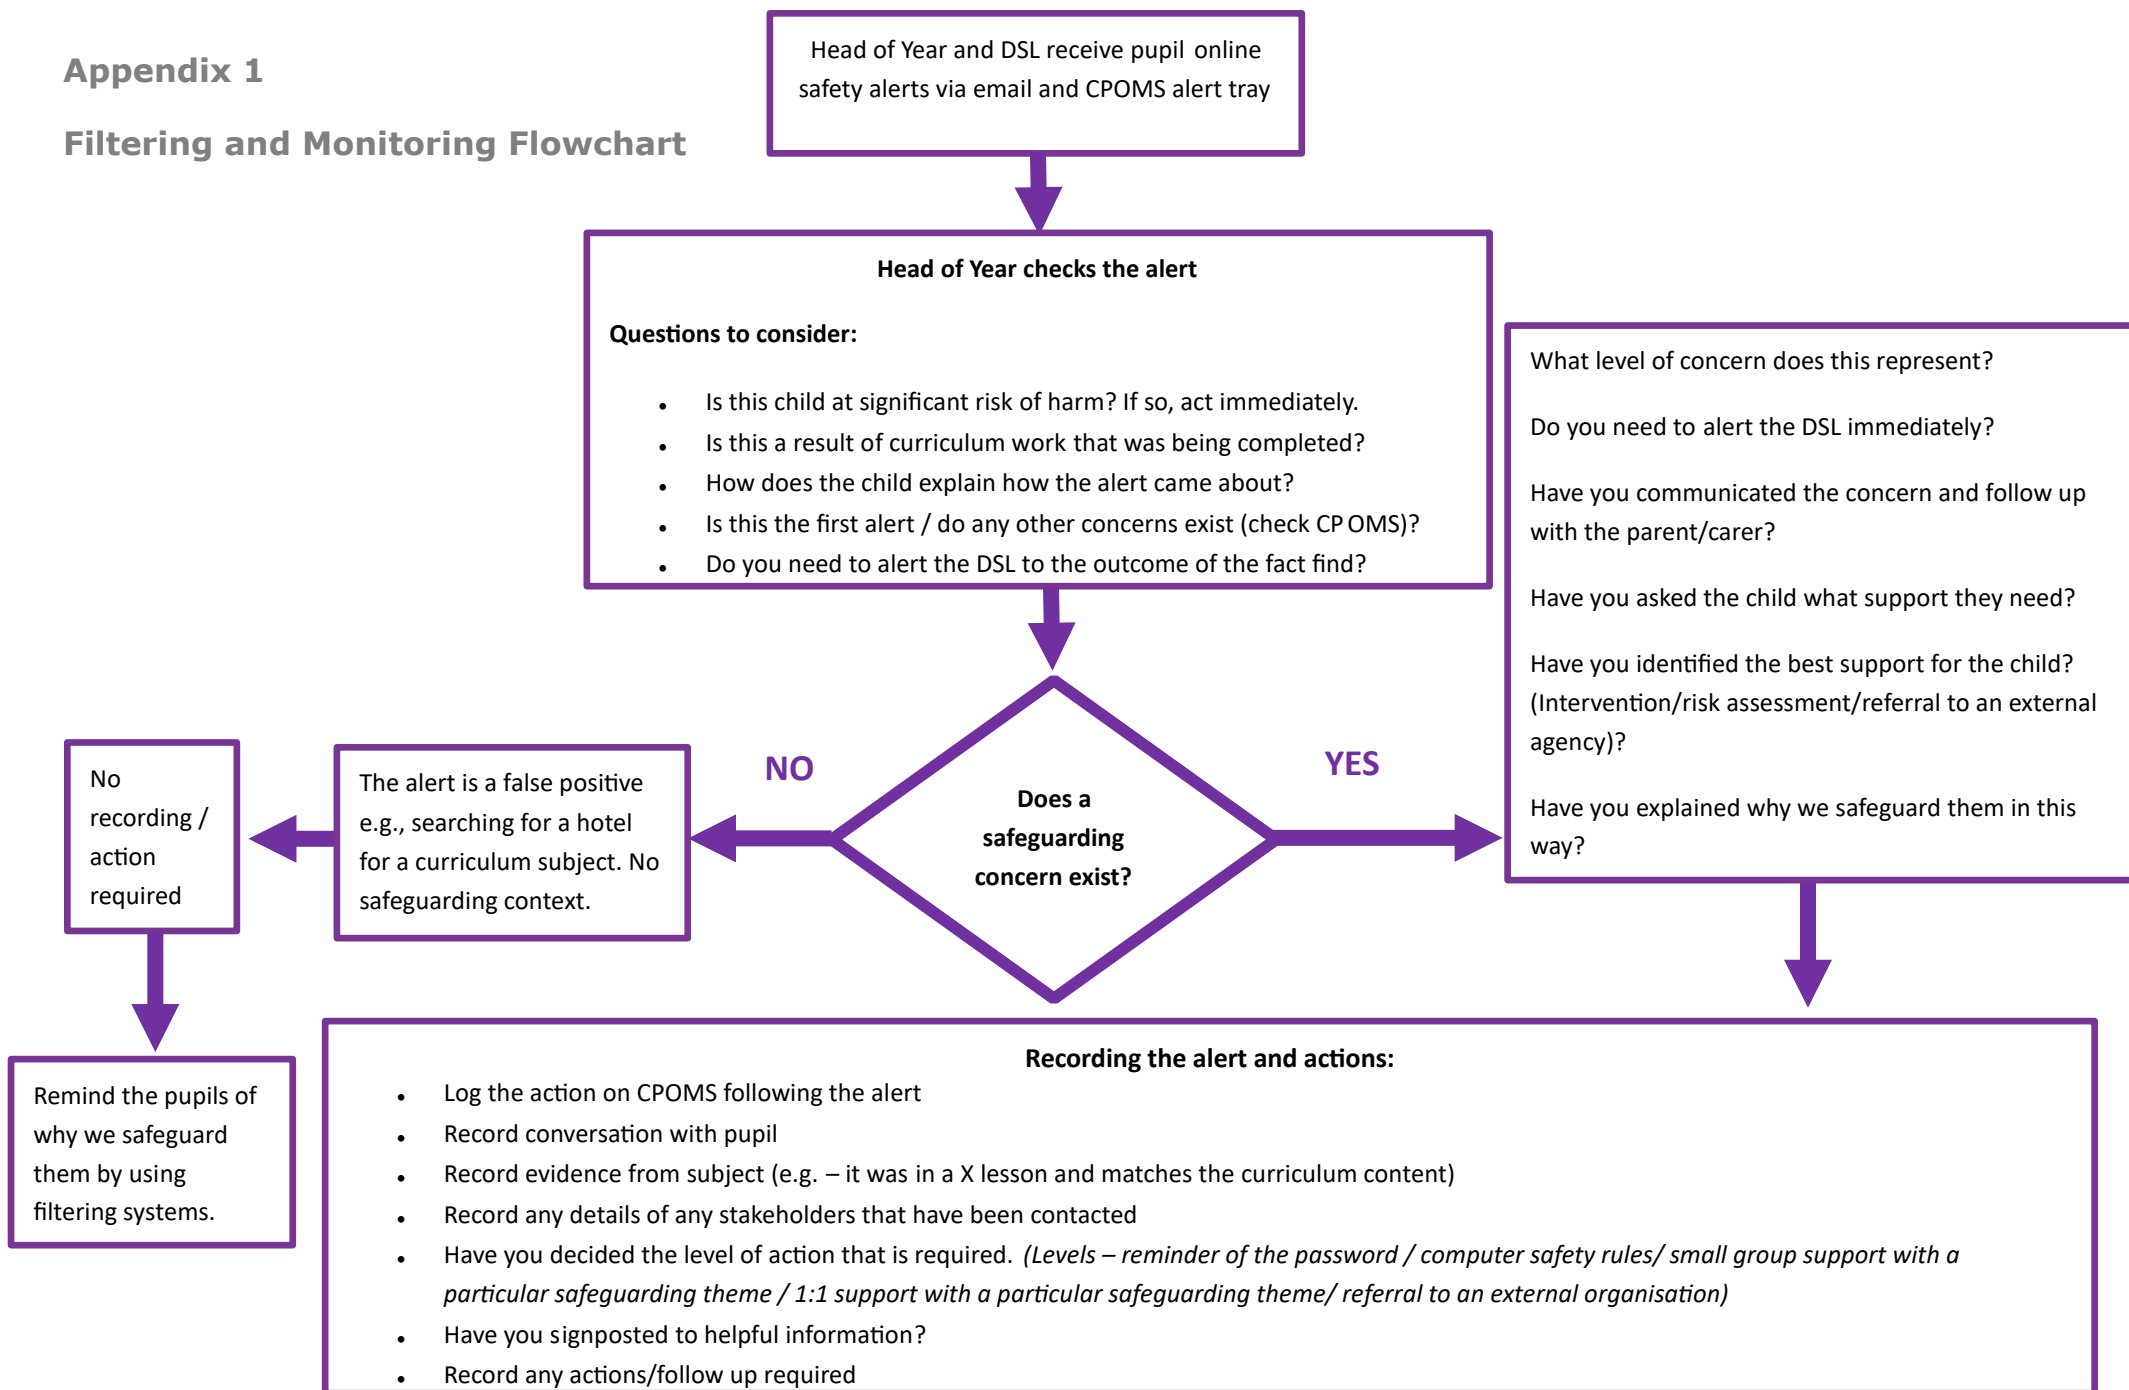 Appendix 1
Filtering and Monitoring Flowchart
Head of Year and DSL receive pupil online
safety alerts via email and CPOMS alert tray
Head of Year checks the alert
Questions to consider:
• Is this child at significant risk of harm? If so, act immediately.
• Is this a result of curriculum work that was being completed?
• How does the child explain how the alert came about?
• Is this the first alert / do any other concerns exist (check CPOMS)?
• Do you need to alert the DSL to the outcome of the fact find?
What level of concern does this represent?
Do you need to alert the DSL immediately?
Have you communicated the concern and follow up
with the parent/carer?
Have you asked the child what support they need?
Have you identified the best support for the child?
(Intervention/risk assessment/referral to an external
agency)?
Have you explained why we safeguard them in this
way?
Does a
safeguarding
concern exist?
NO
YES
The alert is a false positive
e.g., searching for a hotel
for a curriculum subject. No
safeguarding context.
No
recording /
action
required
Remind the pupils of
why we safeguard
them by using
filtering systems.
Recording the alert and actions:
• Log the action on CPOMS following the alert
• Record conversation with pupil
• Record evidence from subject (e.g. – it was in a X lesson and matches the curriculum content)
• Record any details of any stakeholders that have been contacted
• Have you decided the level of action that is required. (Levels – reminder of the password / computer safety rules/ small group support with a
particular safeguarding theme / 1:1 support with a particular safeguarding theme/ referral to an external organisation)
• Have you signposted to helpful information?
• Record any actions/follow up required